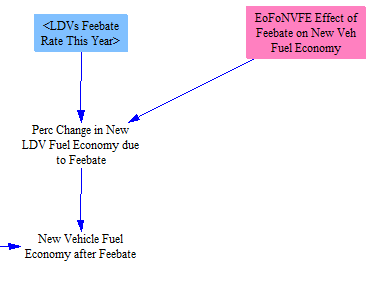 <LDVs Feebate
Rate This Year>
EoFoNVFE Effect of
Feebate on New Veh
Fuel Economy
Perc Change in New
LDV Fuel Economy due
to Feebate
New Vehicle Fuel
Economy after Feebate